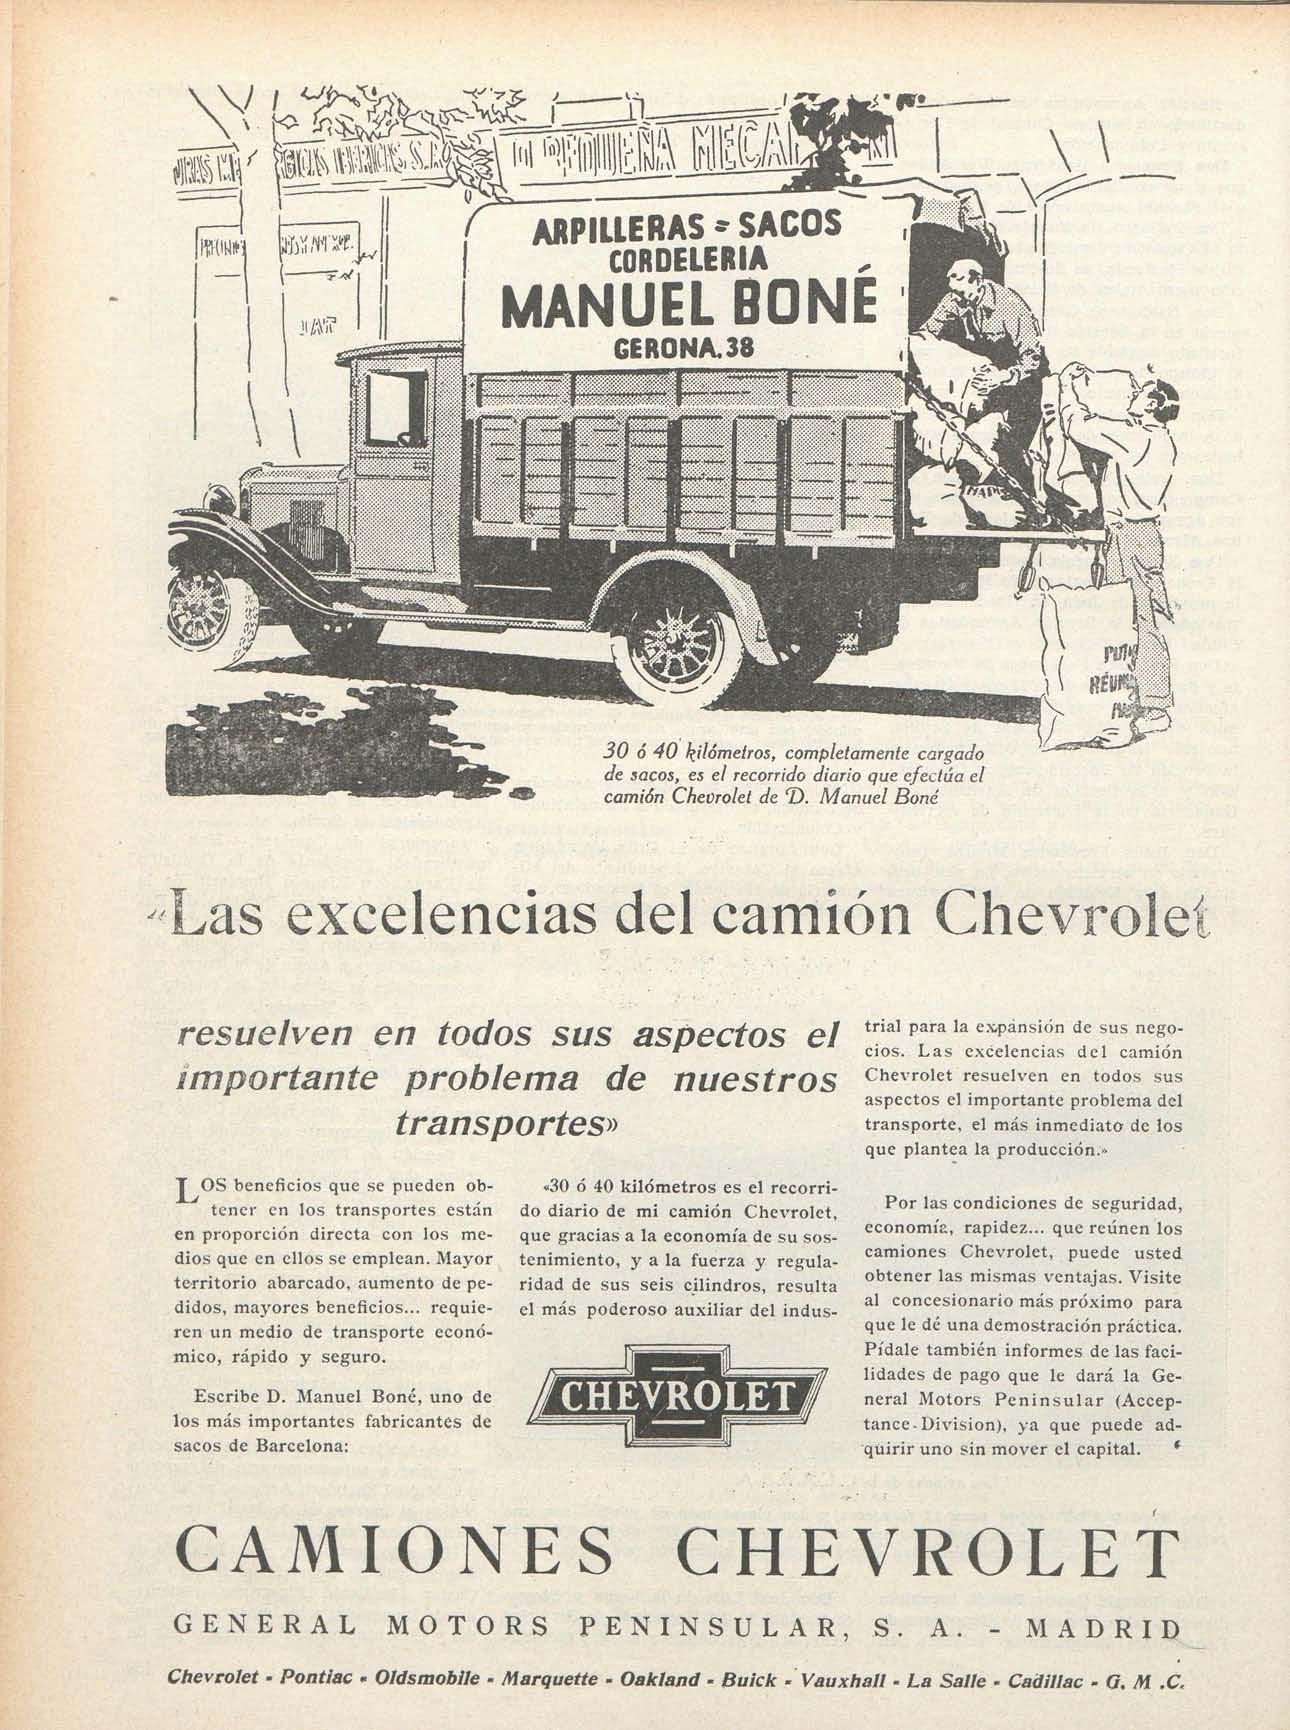 PEQUEÑA MECA
ARPILLERAS = SACOS
CORDELERIA
MANUEL BONÉ
GERONA. 38
30 ó 40 kilómetros, completamente cargado
de sacos, es el recorrido diario que efectúa el
camión Chevrolet de D. Manuel Boné
«Las excelencias del camión Chevrolet
resuelven en todos sus aspectos el
importante problema de nuestros
transportes»
LOS beneficios que se pueden ob-
tener en los transportes están
en proporción directa con los me-
dios que en ellos se emplean. Mayor
territorio abarcado, aumento de pe-
didos, mayores beneficios... requie-
ren un medio de transporte econó-
mico, rápido y seguro.
Escribe D. Manuel Boné, uno de
los más importantes fabricantes de
sacos de Barcelona:
«30 ó 40 kilómetros es el recorri-
do diario de mi camión Chevrolet,
que gracias a la economía de su sos-
tenimiento, y a la fuerza y regula-
ridad de sus seis cilindros, resulta
el más poderoso auxiliar del indus-
CHEVROLET
trial para la expansión de sus nego-
cios. Las excelencias del camión
Chevrolet resuelven en todos sus
aspectos el importante problema del
transporte, el más inmediato de los
que plantea la producción.»
Por las condiciones de seguridad,
economía, rapidez... que reúnen los
camiones Chevrolet, puede usted
obtener las mismas ventajas. Visite
al concesionario más próximo para
que le dé una demostración práctica.
Pídale también informes de las faci-
lidades de pago que le dará la Ge-
neral Motors Peninsular (Accep-
tance-Division), ya que puede ad-
quirir uno sin mover el capital.
CAMIONES CHEVROLET
GENERAL MOTORS PENINSULAR, S. A. - MADRID
Chevrolet - Pontiac - Oldsmobile - Marquette - Oakland - Buick - Vauxhall - La Salle - Cadillac - G. M .C.